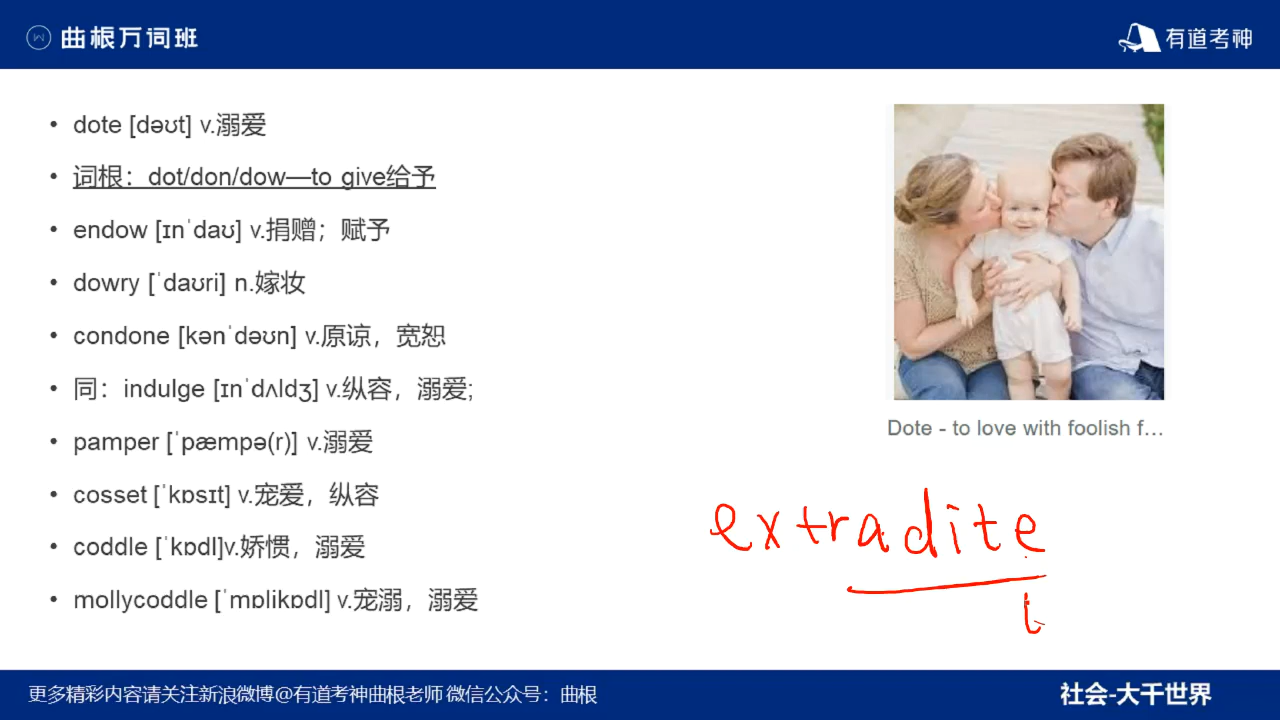 曲根万词班
有道考神
• dote [dəʊt] v.溺爱
• 词根：dot/don/dow—to give给予
• endow [ɪnˈdaʊ] v.捐赠；赋予
• dowry [ˈdaʊri] n.嫁妆
• condone [kənˈdəʊn] v.原谅，宽恕
• 同：indulge [ɪnˈdʌldʒ] v.纵容，溺爱;
• pamper [ˈpæmpə(r)] v.溺爱
• cosset [ˈkɒsɪt] v.宠爱，纵容
• coddle [ˈkɒdl]v.娇惯，溺爱
• mollycoddle [ˈmɒlikɒdl] v.宠溺，溺爱
Dote - to love with foolish f...
extradite
更多精彩内容请关注新浪微博@有道考神曲根老师 微信公众号：曲根
社会-大千世界